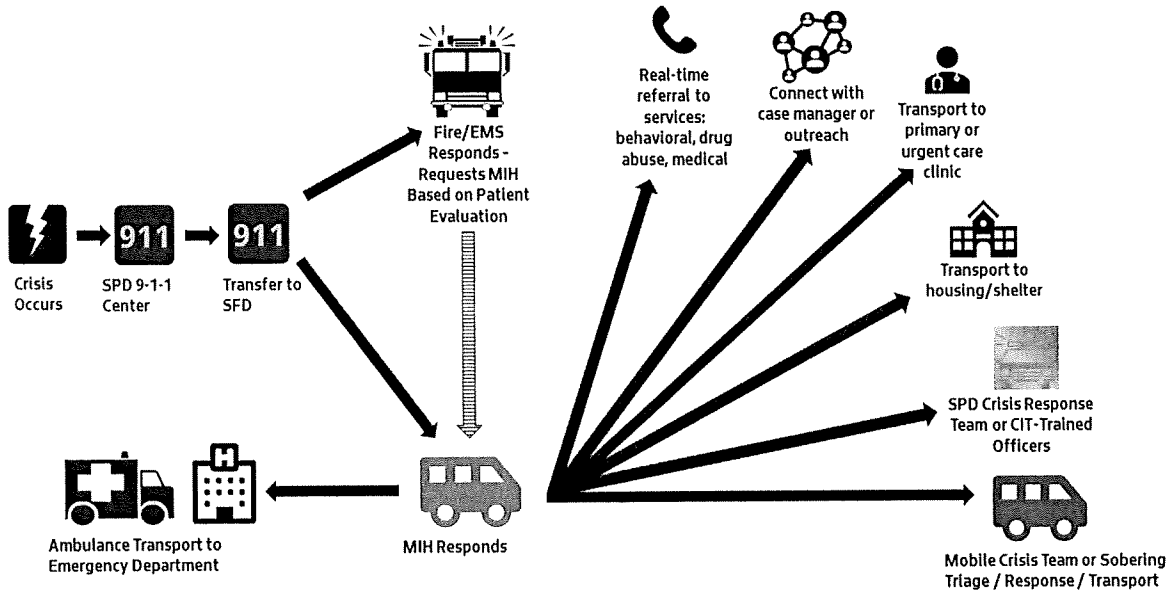 Fire/EMS
Responds -
Requests MIH
Based on Patient
Evaluation
Real-time
referral to
services:
behavioral, drug
abuse, medical
Connect with
case manager or
outreach
Transport to
primary or
urgent care
clinic
911
911
Crisis
Occurs
SPD 9-1-1
Center
Transfer to
SFD
Transport to
housing/shelter
SPD Crisis Response
Team or CIT-Trained
Officers
H
Ambulance Transport to
Emergency Department
MIH Responds
Mobile Crisis Team or Sobering
Triage / Response / Transport